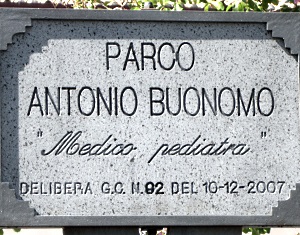 PARCO
ANTONIO BUONOMO
"Medico pediatra"
DELIBERA G.C. N.92 DEL 10-12-2007